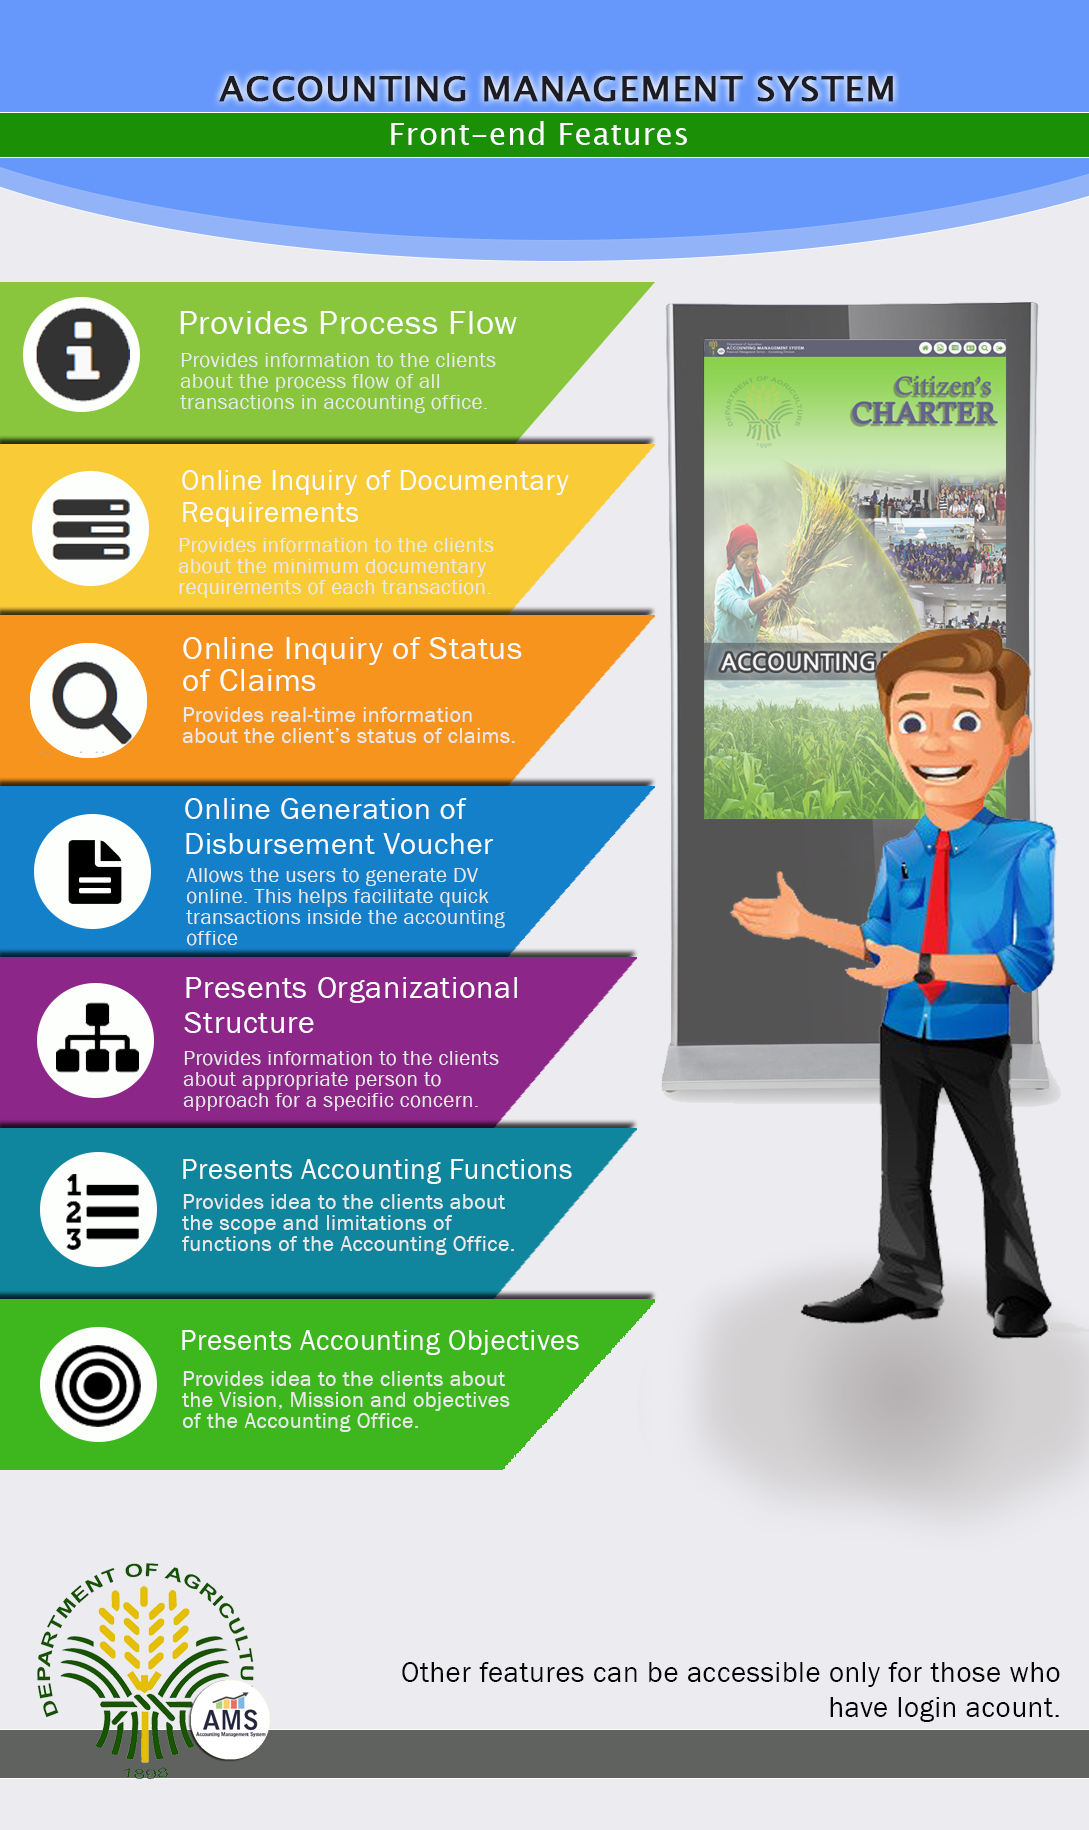 ACCOUNTING MANAGEMENT SYSTEM
Front-end Features
Provides Process Flow
Provides information to the clients
about the process flow of all
transactions in accounting office.
Online Inquiry of Documentary
Requirements
Provides information to the clients
about the minimum documentary
requirements of each transaction.
Online Inquiry of Status
of Claims
Provides real-time information
about the client's status of claims.
Online Generation of
Disbursement Voucher
Allows the users to generate DV
online. This helps facilitate quick
transactions inside the accounting
office
Presents Organizational
Structure
Provides information to the clients
about appropriate person to
approach for a specific concern.
Presents Accounting Functions
Provides idea to the clients about
the scope and limitations of
functions of the Accounting Office.
Presents Accounting Objectives
Provides idea to the clients about
the Vision, Mission and objectives
of the Accounting Office.
ACCOUNTING MANAGEMENT SYSTEM
DEPARTMENT OF AGRICULTURE
Citizen's
CHARTER
ACCOUNTING
DEPARTMENT OF AGRICULTU
1898
AMS
Accounting Management System
Other features can be accessible only for those who
have login acount.